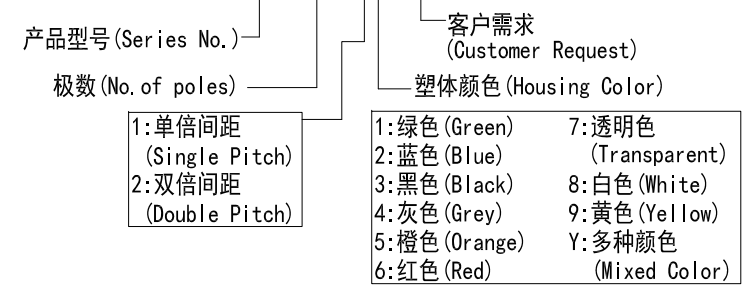 产品型号(Series No.)
客户需求
(Customer Request)
极数(No.of poles)
塑体颜色(Housing Color)
1:单倍间距
(Single Pitch)
2:双倍间距
(Double Pitch)
1:绿色(Green)
2:蓝色(Blue)
3:黑色(Black)
4:灰色(Grey)
5:橙色(Orange)
6:红色(Red)
7:透明色
(Transparent)
8:白色(White)
9:黄色(Yellow)
Y:多种颜色
(Mixed Color)